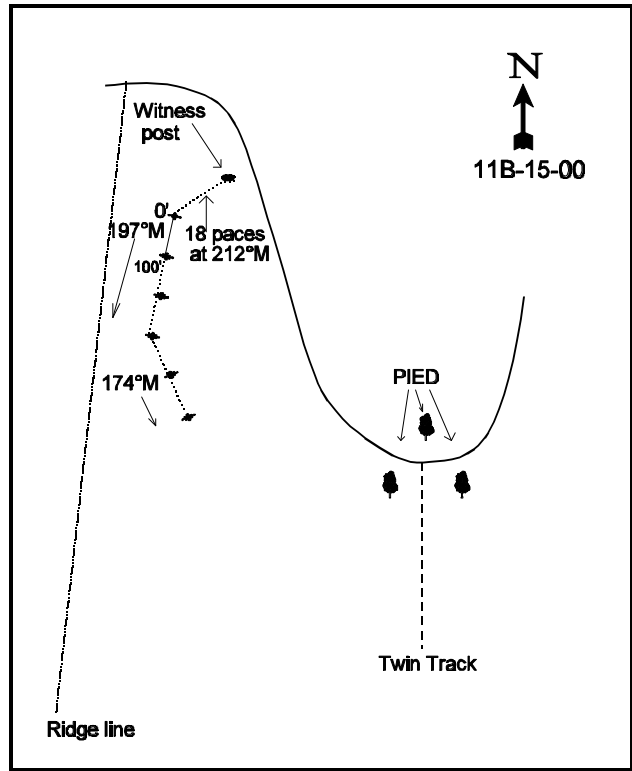 N
11B-15-00
Witness
post
0'
197°M
18 paces
at 212°M
100'
174°M
PIED
Twin Track
Ridge line